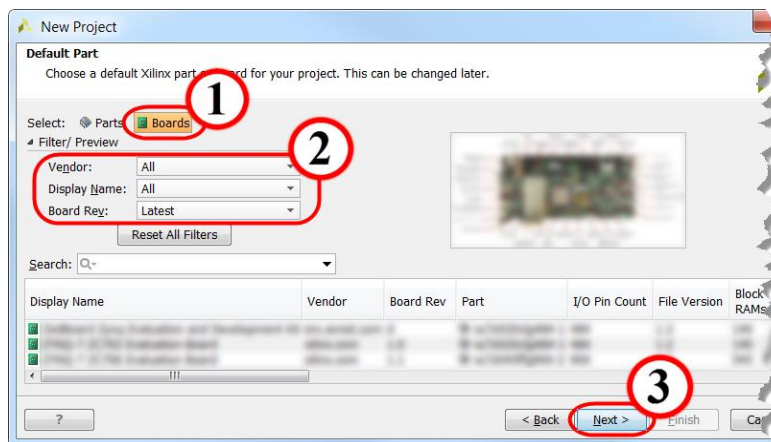 New Project
Default Part
Choose a default Xilinx part or board for your project. This can be changed later.
1
Select: Parts Boards
Filter/ Preview
2
Vendor: All
Display Name: All
Board Rev: Latest
Reset All Filters
Search:
Display Name Vendor Board Rev Part I/O Pin Count File Version Block RAMs
3
? < Back Next > Finish